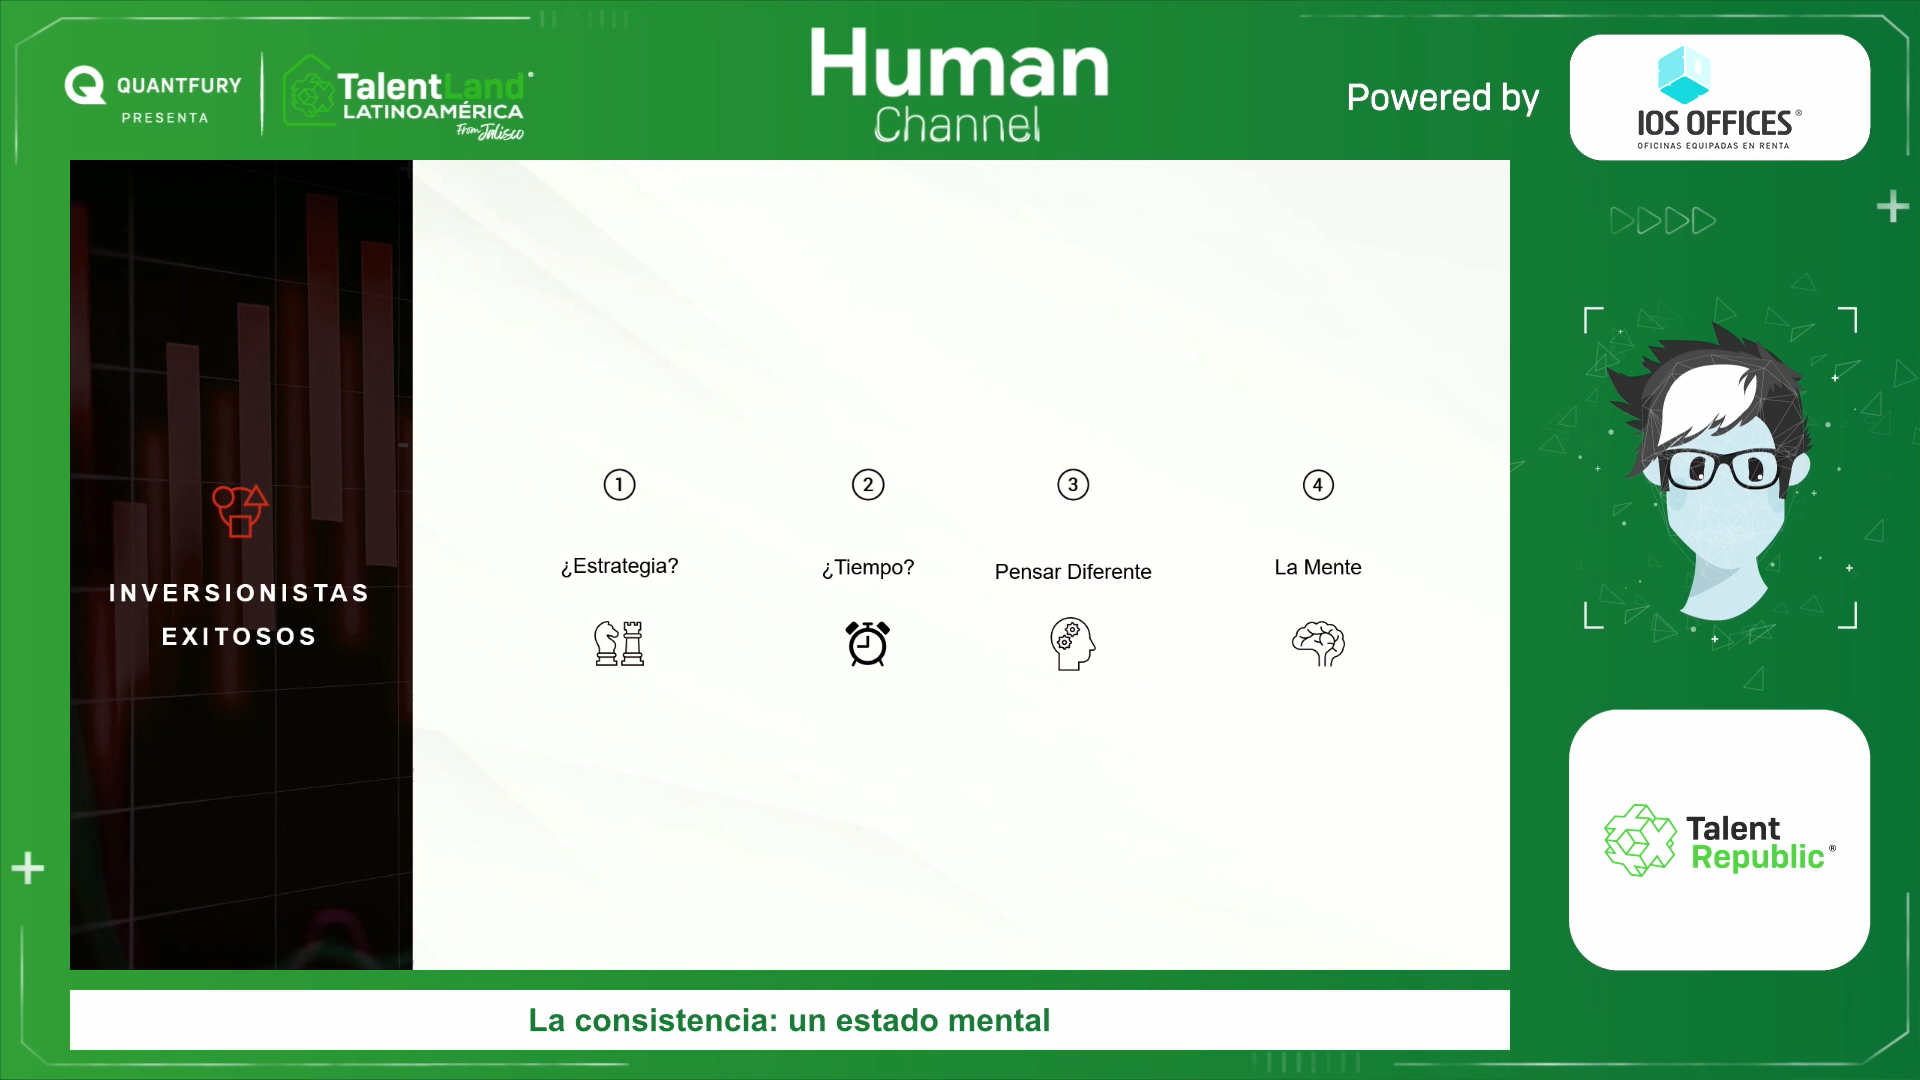 QUANTFURY
PRESENTA
TalentLand
LATINOAMÉRICA
From Jalisco
Human
Channel
Powered by
IOS OFFICES®
OFICINAS EQUIPADAS EN RENTA
INVERSIONISTAS
EXITOSOS
1
¿Estrategia?
2
¿Tiempo?
3
Pensar Diferente
4
La Mente
Talent
Republic®
La consistencia: un estado mental